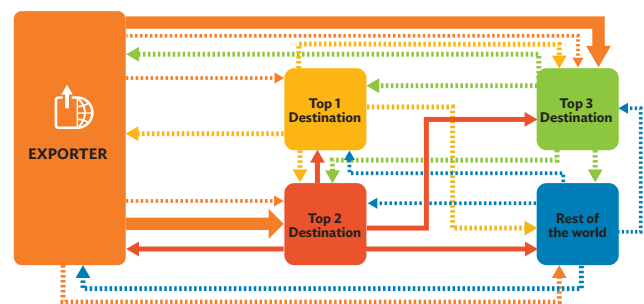 EXPORTER
Top 1
Destination
Top 2
Destination
Top 3
Destination
Rest of
the world